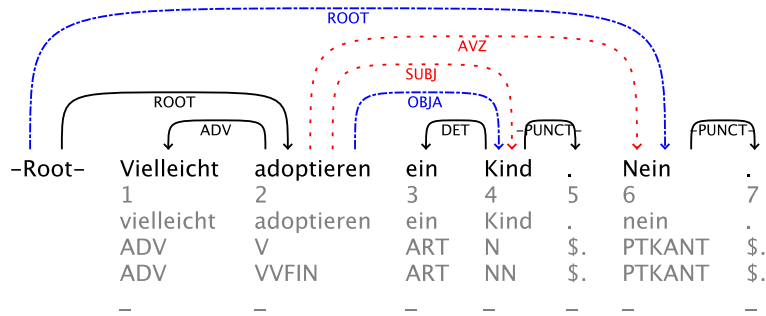 ROOT
AVZ
SUBJ
ROOT OBJA
ADV DET -PUNCT- -PUNCT-
-Root- Vielleicht adoptieren ein Kind . Nein .
1 2 3 4 5 6 7
vielleicht adoptieren ein Kind . nein .
ADV V ART N $. PTKANT $.
ADV VVFIN ART NN $. PTKANT $.
_ _ _ _ _ _ _